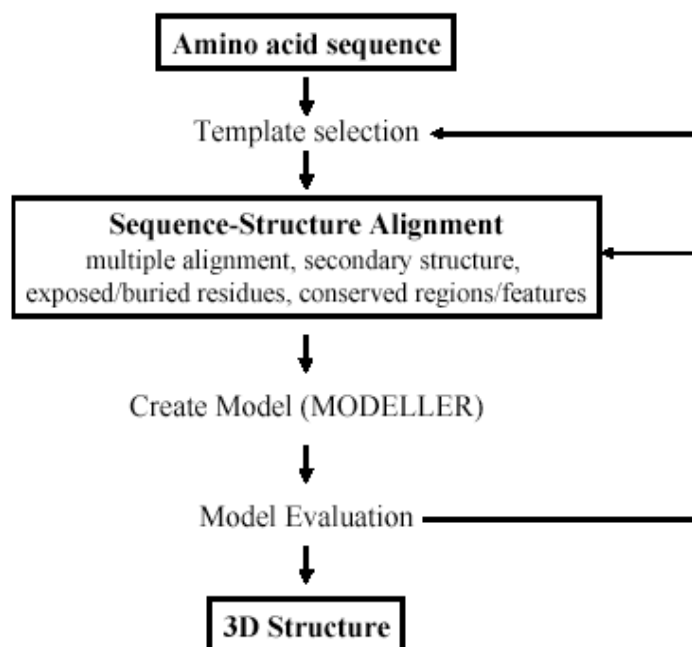 Amino acid sequence
Template selection
Sequence-Structure Alignment
multiple alignment, secondary structure,
exposed/buried residues, conserved regions/features
Create Model (MODELLER)
Model Evaluation
3D Structure